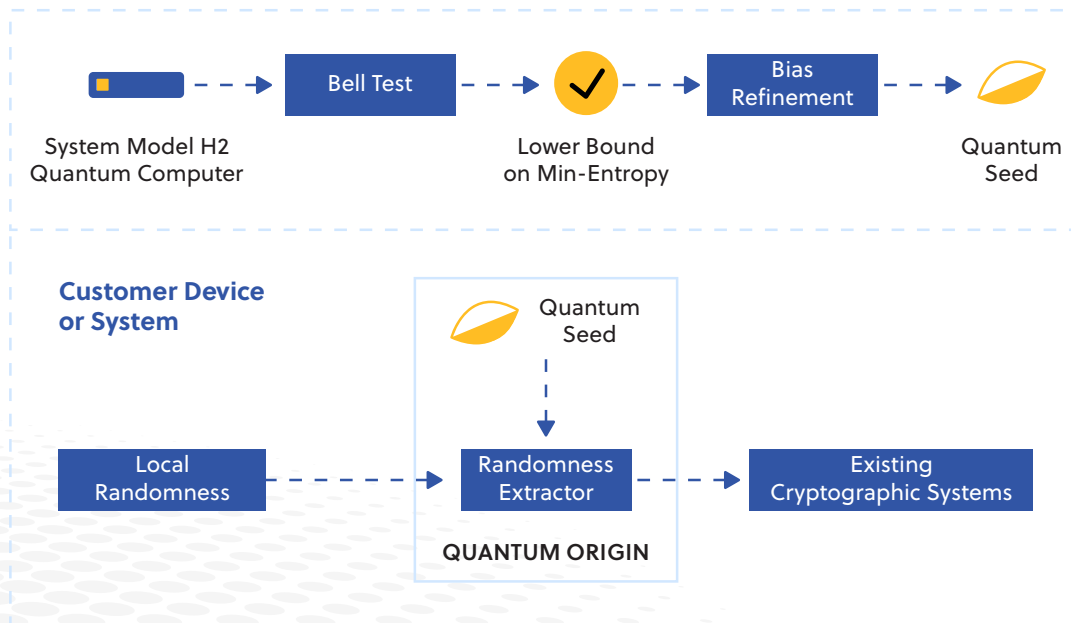 Bell Test
Bias
Refinement
System Model H2
Quantum Computer
Lower Bound
on Min-Entropy
Quantum
Seed
Customer Device
or System
Quantum
Seed
Local
Randomness
Randomness
Extractor
Existing
Cryptographic Systems
QUANTUM ORIGIN